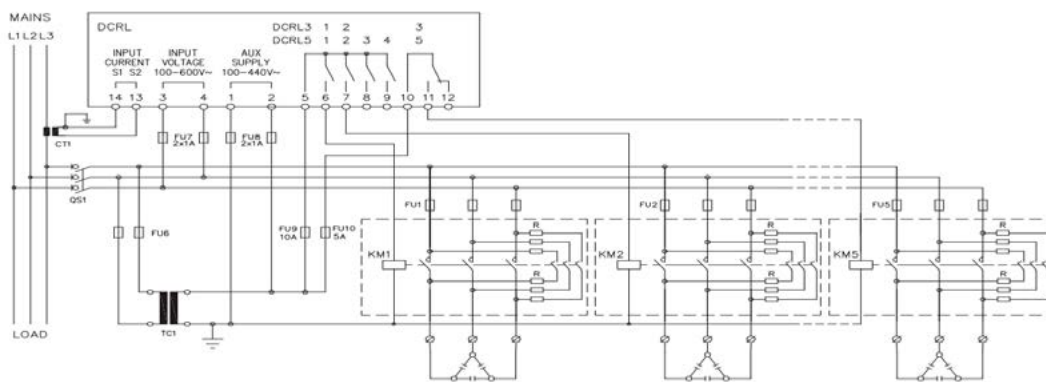 MAINS
L1 L2 L3
DCRL
DCRL3 1 2 3
DCRL5 1 2 3 4 5
INPUT CURRENT
S1 S2
INPUT VOLTAGE
100-600V~
AUX SUPPLY
100-440V~
14 13 3 4 1 2 5 6 7 8 9 10 11 12
CT1
FU7
2x1A
FU8
2x1A
QS1
FU6
FU9
10A
FU10
5A
FU1
FU2
FU5
R
R
R
R
R
R
KM1
KM2
KM5
TC1
LOAD